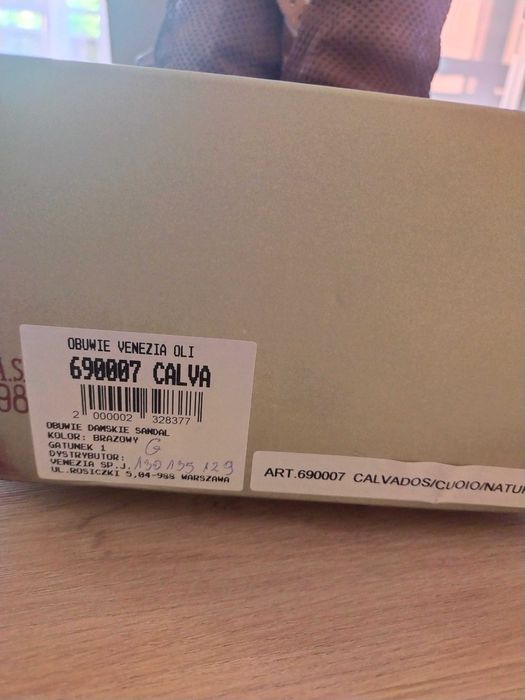 A.S.
98
OBUWIE VENEZIA OLI
690007 CALVA
2 000002 328377
OBUWIE DAMSKIE SANDAL
KOLOR: BRAZOWY
GATUNEK 1 G
DYSTRYBUTOR:
VENEZIA SP.J.
UL.ROSICZKI 5,04-988 WARSZAWA
ART.690007 CALVADOS/CUOIO/NATUR